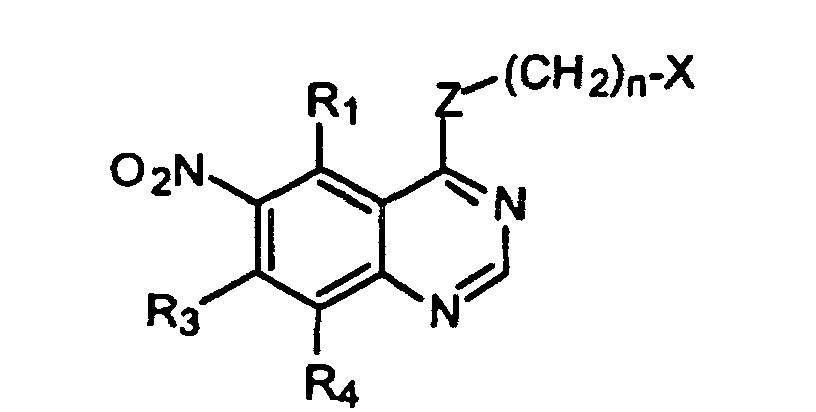 Z-(CH2)n-X
R1
O2N
N
R3
N
R4